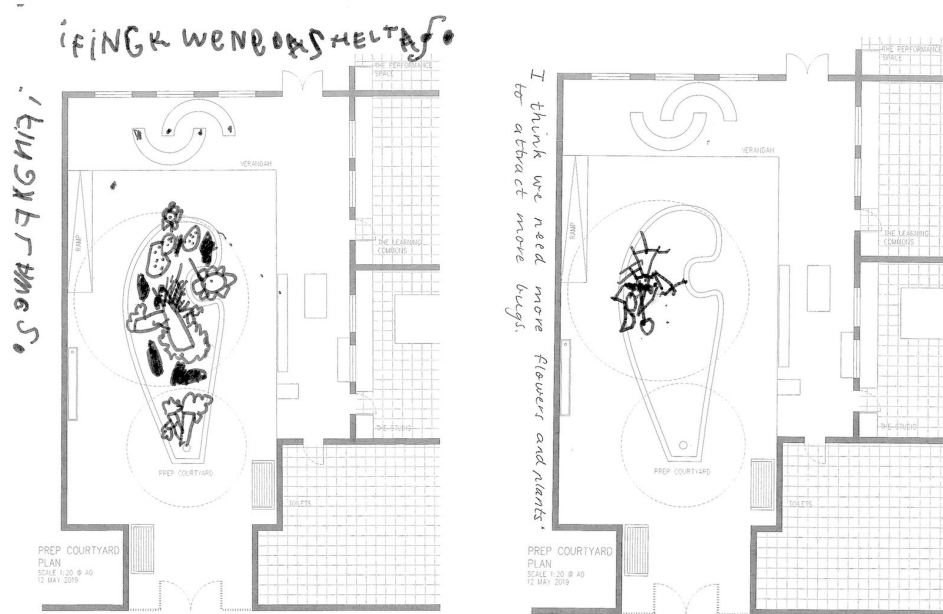 iFiNGK WeNeD
THE PERFORMANCE
SPACE
VERANDAH
RAMP
THE LEARNING
COMMONS
THE STUDIO
PREP COURTYARD
TOILETS
PREP COURTYARD
PLAN
SCALE 1:20 @ A0
12 MAY 2019
I think we need more flowers and plants
to attract more bugs.
THE PERFORMANCE
SPACE
VERANDAH
RAMP
THE LEARNING
COMMONS
THE STUDIO
PREP COURTYARD
TOILETS
PREP COURTYARD
PLAN
SCALE 1:20 @ A0
12 MAY 2019